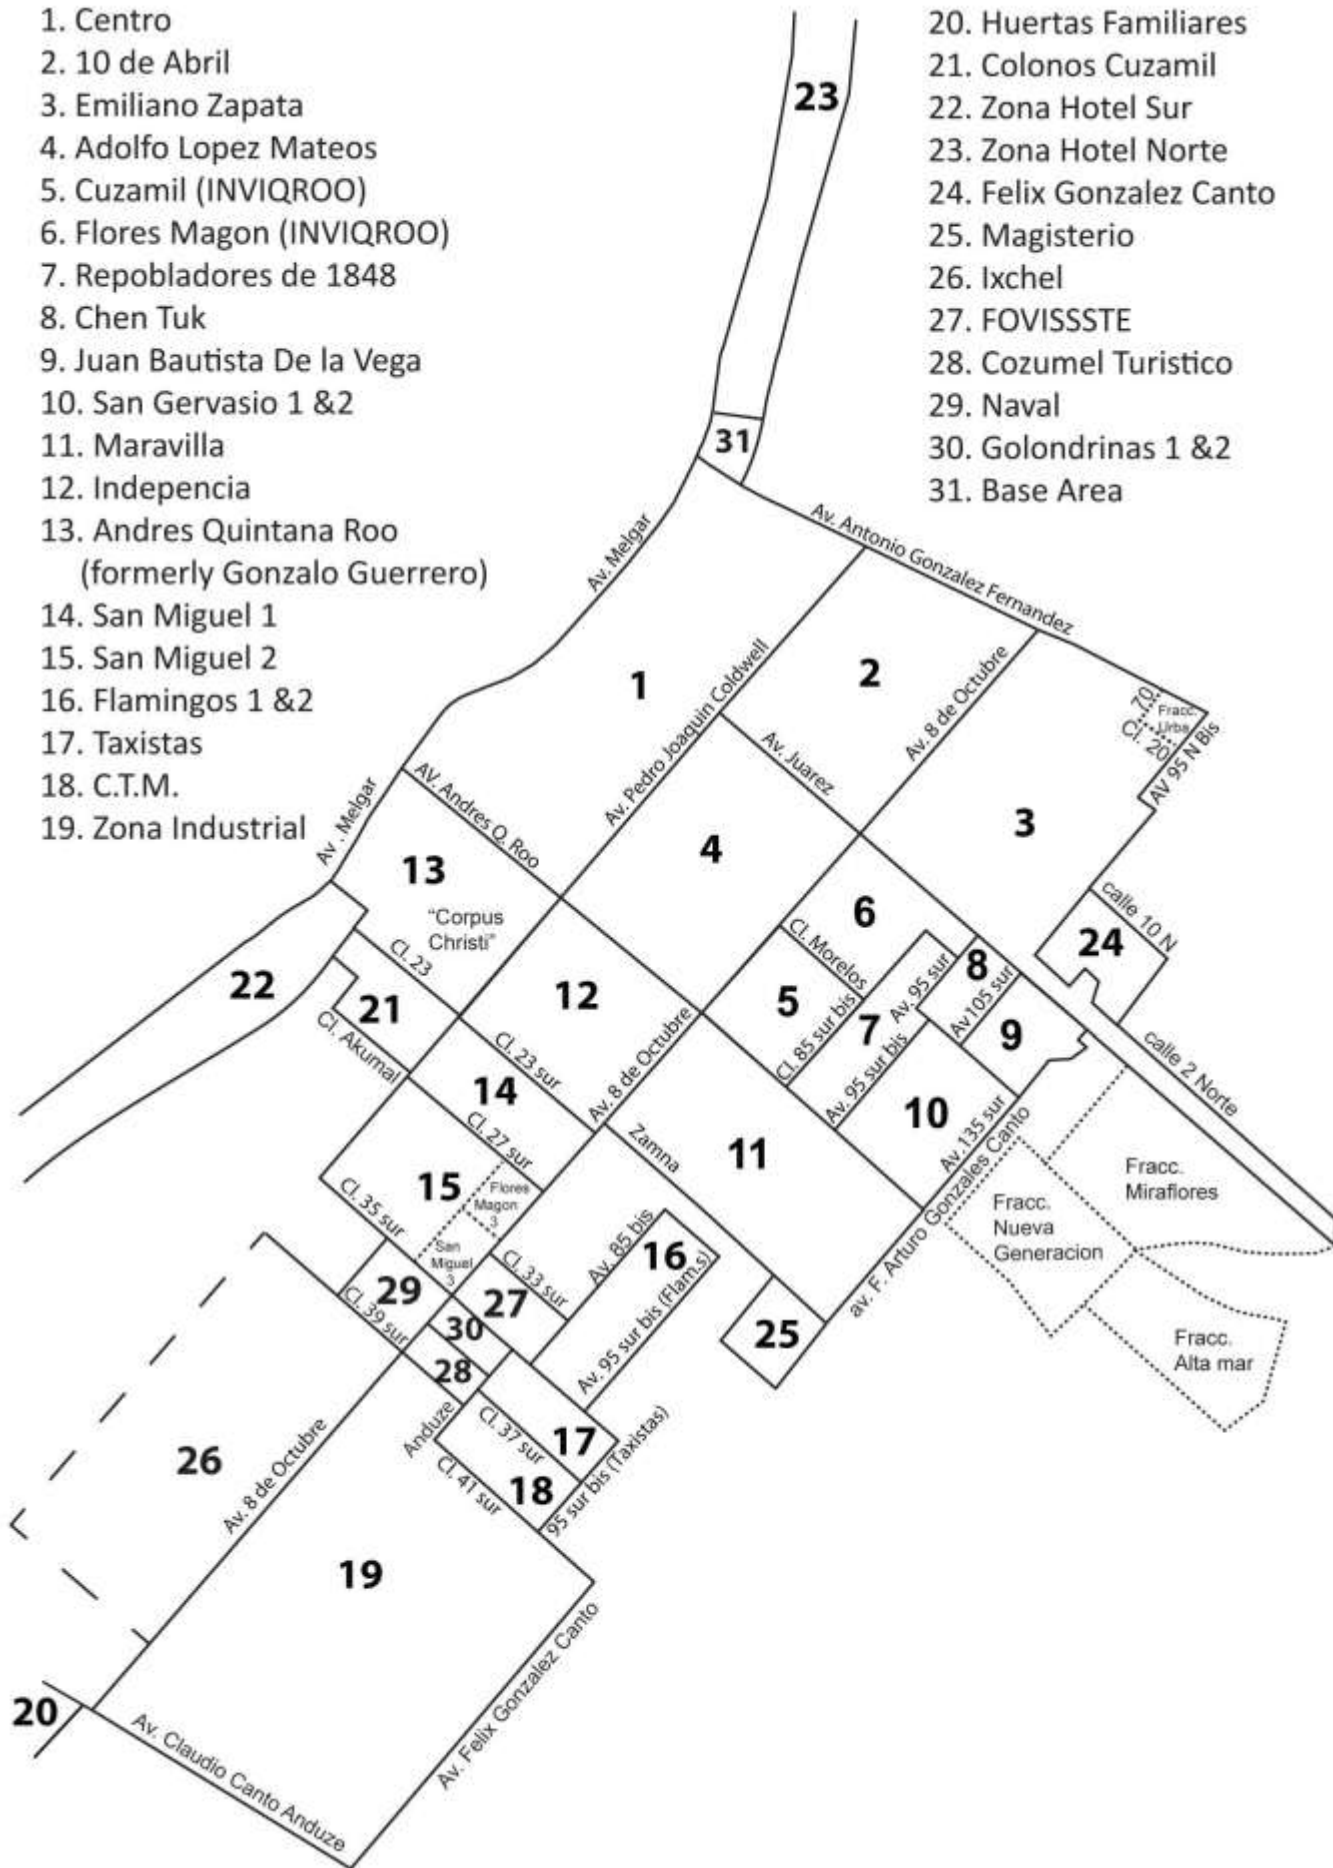 1. Centro
2. 10 de Abril
3. Emiliano Zapata
4. Adolfo Lopez Mateos
5. Cuzamil (INVIQROO)
6. Flores Magon (INVIQROO)
7. Repobladores de 1848
8. Chen Tuk
9. Juan Bautista De la Vega
10. San Gervasio 1 &2
11. Maravilla
12. Indepencia
13. Andres Quintana Roo
(formerly Gonzalo Guerrero)
14. San Miguel 1
15. San Miguel 2
16. Flamingos 1 &2
17. Taxistas
18. C.T.M.
19. Zona Industrial
20. Huertas Familiares
21. Colonos Cuzamil
22. Zona Hotel Sur
23. Zona Hotel Norte
24. Felix Gonzalez Canto
25. Magisterio
26. Ixchel
27. FOVISSSTE
28. Cozumel Turistico
29. Naval
30. Golondrinas 1 &2
31. Base Area
23
31
Av. Melgar
Av. Antonio Gonzalez Fernandez
1
2
Av. Pedro Joaquin Coldwell
Av. 8 de Octubre
70
Fracc.
Urba.
Cl. 20
AV 95 N Bis
Av. Juarez
3
Av . Melgar
AV. Andres Q. Roo
4
13
"Corpus
Christi"
6
calle 10 N
24
Cl. Morelos
Cl. 23
22
21
12
5
Cl. 85 sur bis
7
Av. 95 sur
8
Av 105 sur
9
Cl. Akumal
Cl. 23 sur
Av. 8 de Octubre
Av. 95 sur bis
10
calle 2 Norte
14
Zamna
11
Av. 135 sur
av. F. Arturo Gonzales Canto
Cl. 27 sur
15
Flores
Magon
3
Fracc.
Miraflores
Fracc.
Nueva
Generacion
Cl. 35 sur
San
Miguel
3
Av. 85 bis
16
Cl. 33 sur
29
27
Cl. 39 sur
30
Av. 95 sur bis (Flam.s)
25
Fracc.
Alta mar
28
Anduze
Cl. 37 sur
17
26
Av. 8 de Octubre
Cl. 41 sur
18
95 sur bis (Taxistas)
19
20
Av. Claudio Canto Anduze
Av. Felix Gonzalez Canto